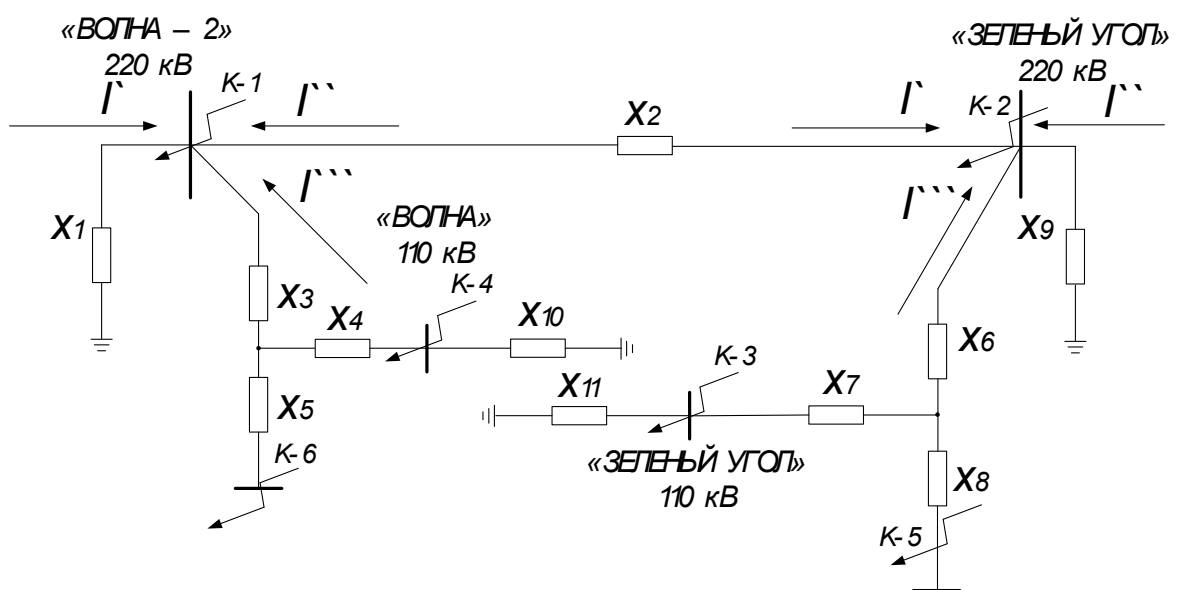 «ВОЛНА – 2»
220 кВ
K-1
I`
I``
I```
X1
X2
«ЗЕЛЕНЫЙ УГОЛ»
220 кВ
K-2
I`
I``
I```
X9
«ВОЛНА»
110 кВ
K-4
X3
X4
X10
X5
K-6
X6
K-3
X11
X7
«ЗЕЛЕНЫЙ УГОЛ»
110 кВ
X8
K-5